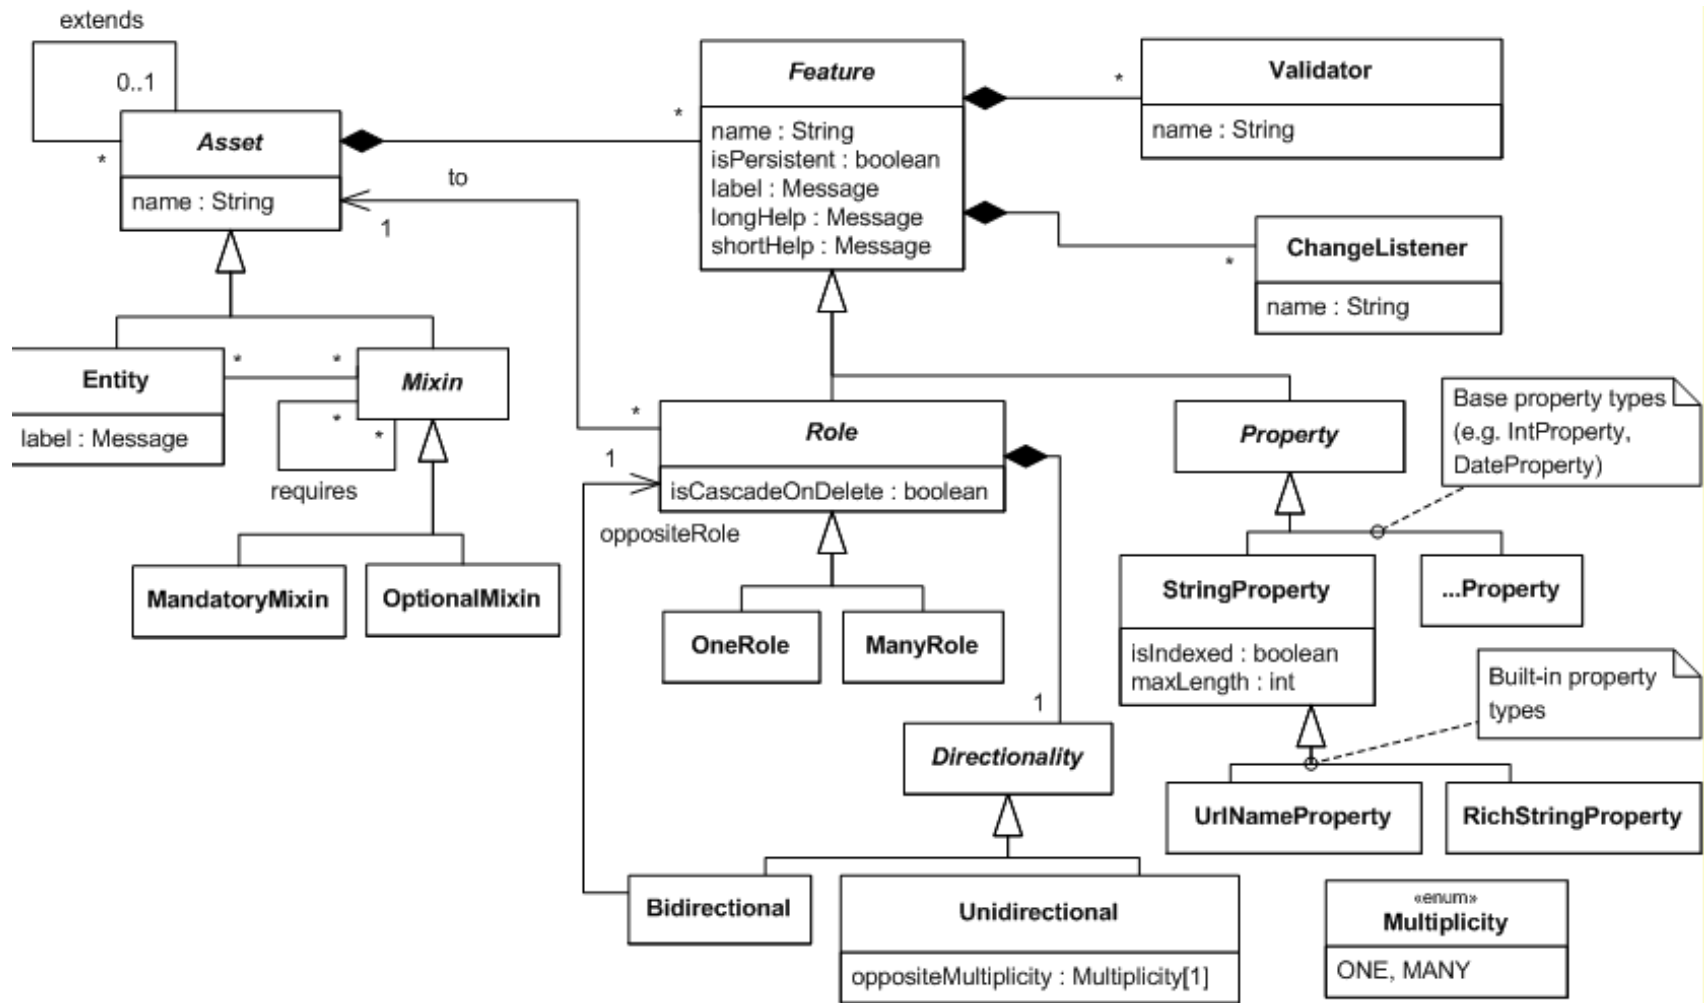 extends
0..1
*
Asset
name : String
*
to
1
Feature
name : String
isPersistent : boolean
label : Message
longHelp : Message
shortHelp : Message
*
Validator
name : String
*
ChangeListener
name : String
Entity
label : Message
*
*
Mixin
*
*
requires
MandatoryMixin
OptionalMixin
*
Role
isCascadeOnDelete : boolean
1
oppositeRole
OneRole
ManyRole
1
Directionality
Bidirectional
Unidirectional
oppositeMultiplicity : Multiplicity[1]
Property
Base property types
(e.g. IntProperty,
DateProperty)
StringProperty
isIndexed : boolean
maxLength : int
...Property
Built-in property
types
UrlNameProperty
RichStringProperty
«enum»
Multiplicity
ONE, MANY